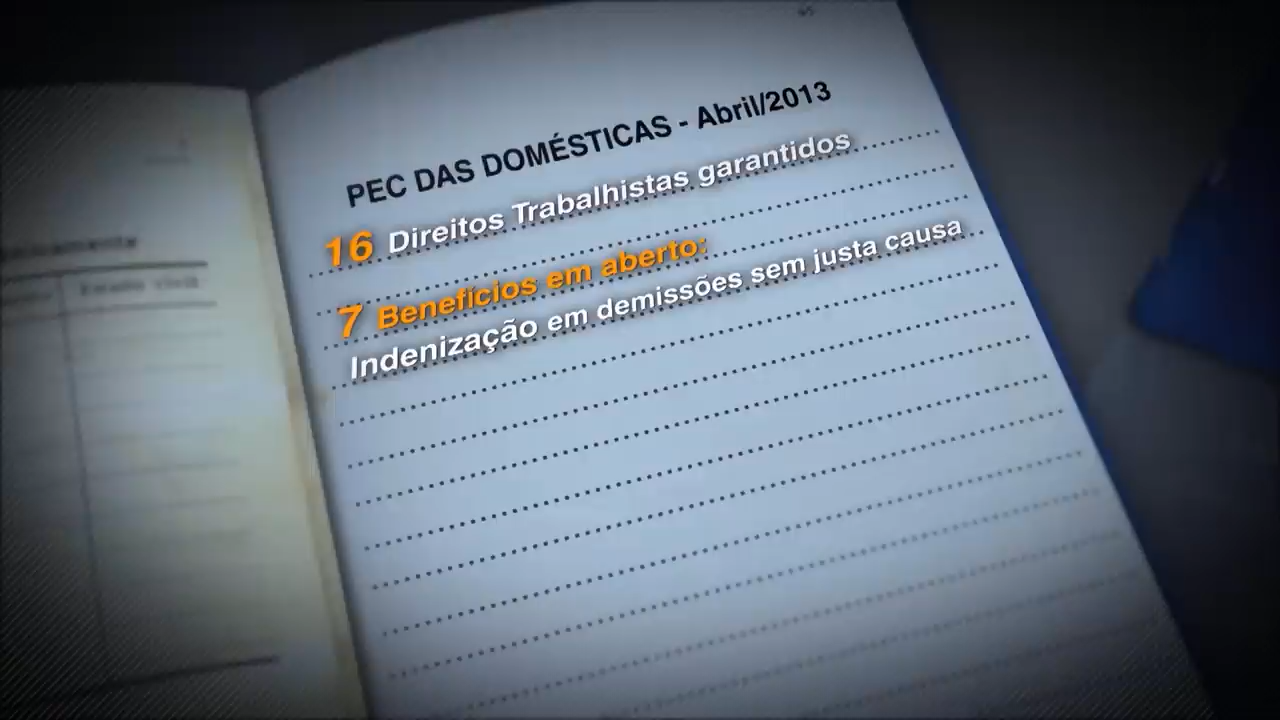 PEC DAS DOMÉSTICAS - Abril/2013
16 Direitos Trabalhistas garantidos
7 Benefícios em aberto:
Indenização em demissões sem justa causa